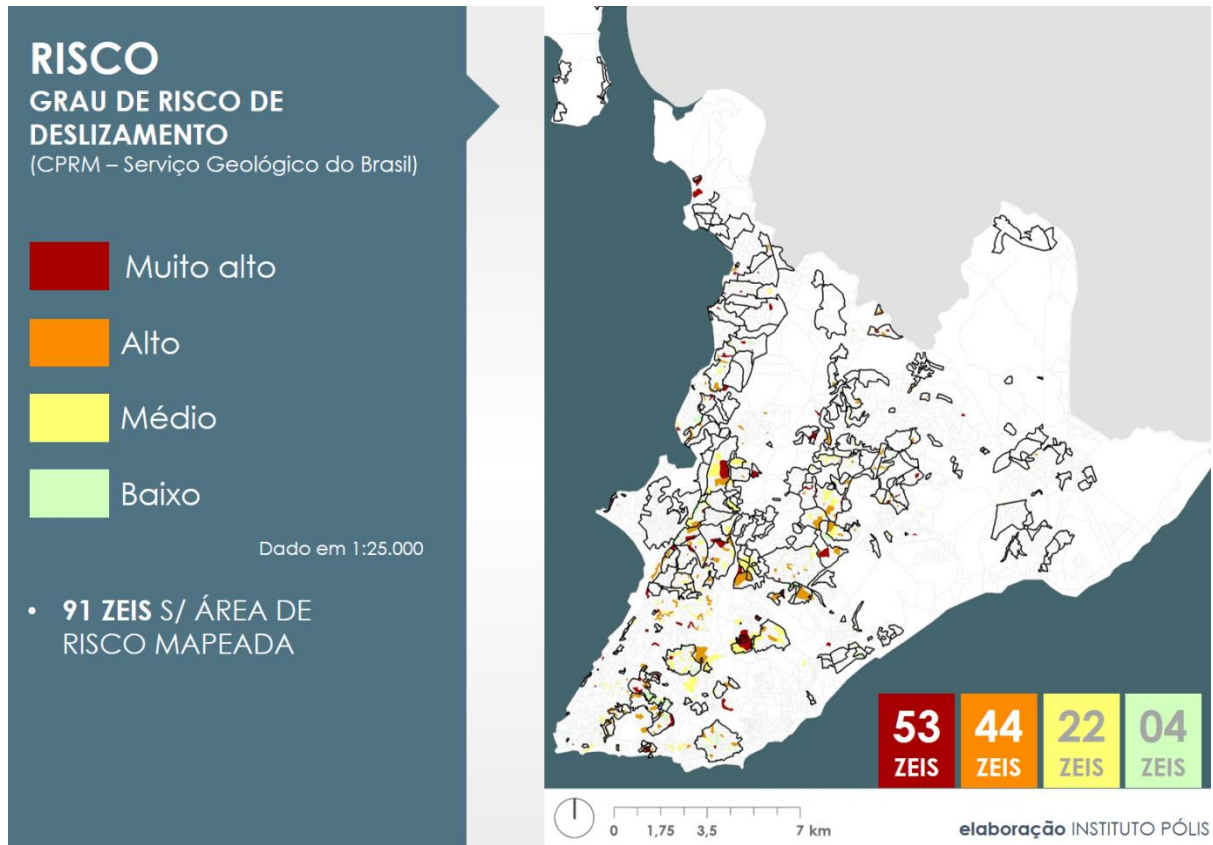 RISCO
GRAU DE RISCO DE
DESLIZAMENTO
(CPRM – Serviço Geológico do Brasil)
Muito alto
Alto
Médio
Baixo
Dado em 1:25.000
• 91 ZEIS S/ ÁREA DE
RISCO MAPEADA
53 44 22 04
ZEIS ZEIS ZEIS ZEIS
0 1,75 3,5 7 km
elaboração INSTITUTO PÓLIS